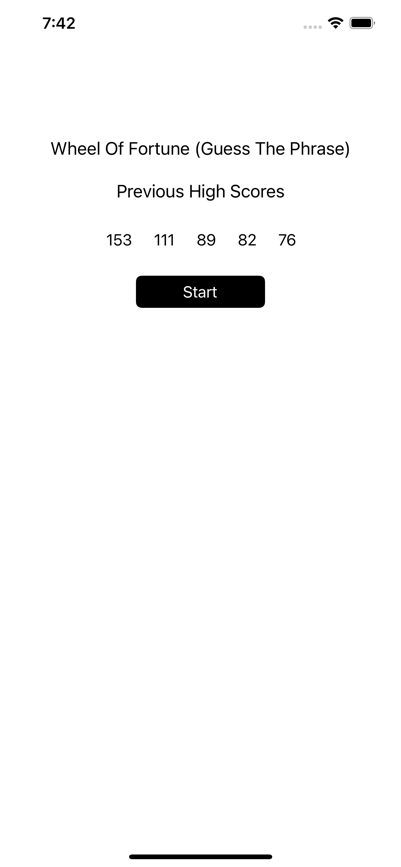 7:42
Wheel Of Fortune (Guess The Phrase)
Previous High Scores
153 111 89 82 76
Start